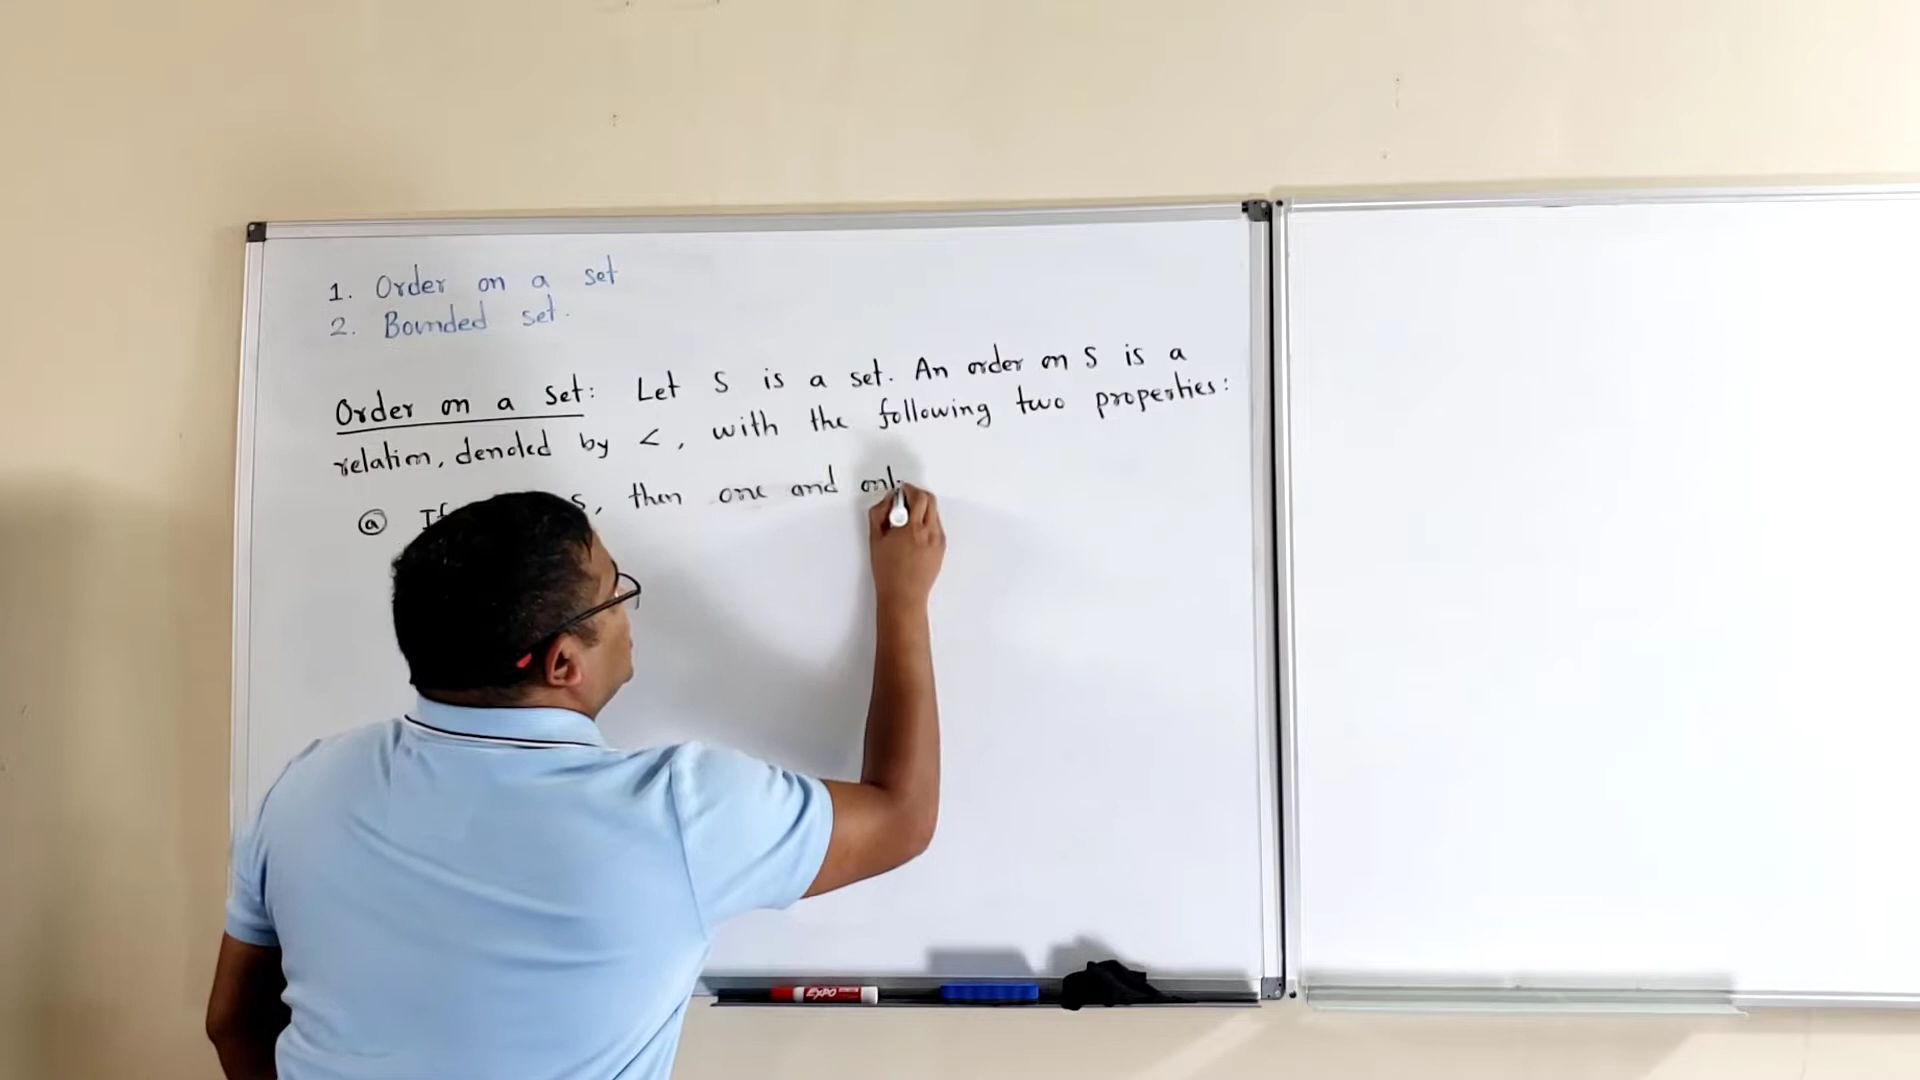 1. Order on a set
2. Bounded set.
Order on a set: Let S is a set. An order on S is a
relation, denoted by <, with the following two properties:
ⓐ If S, then one and
EXPO